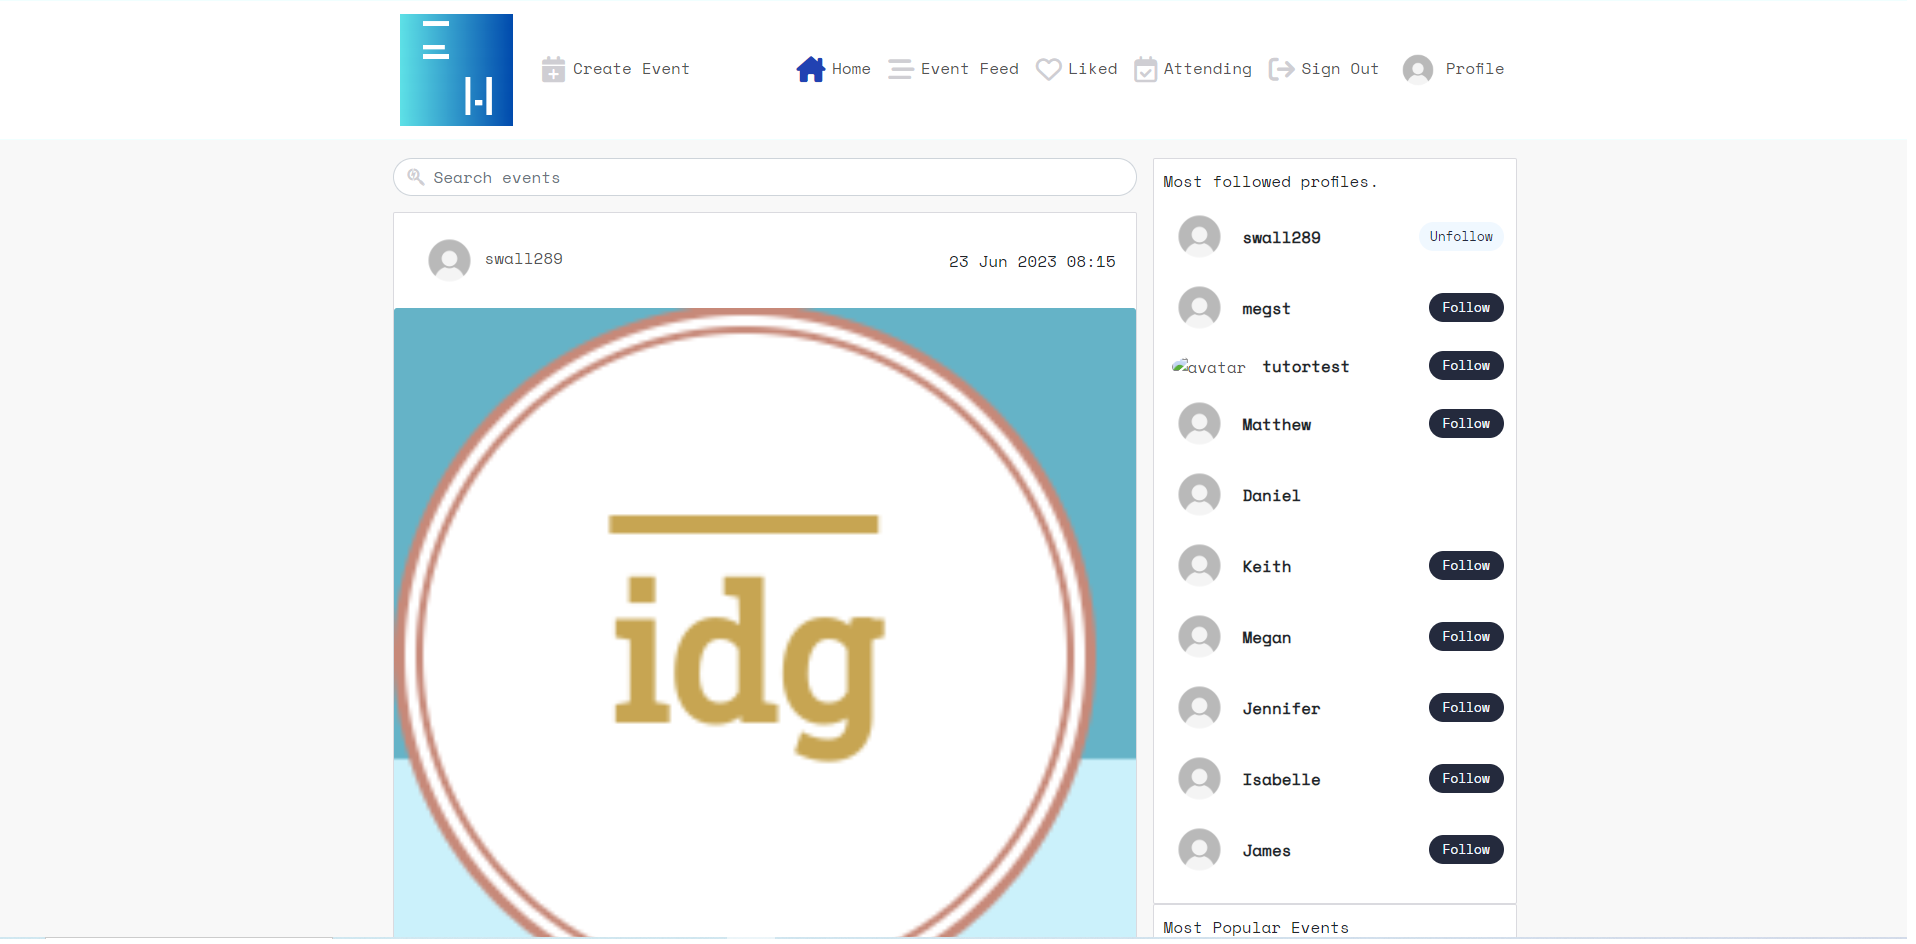 Create Event
Home
Event Feed
Liked
Attending
Sign Out
Profile
Search events
swall289
23 Jun 2023 08:15
idg
Most followed profiles.
swall289
Unfollow
megst
Follow
avatar
tutortest
Follow
Matthew
Follow
Daniel
Keith
Follow
Megan
Follow
Jennifer
Follow
Isabelle
Follow
James
Follow
Most Popular Events